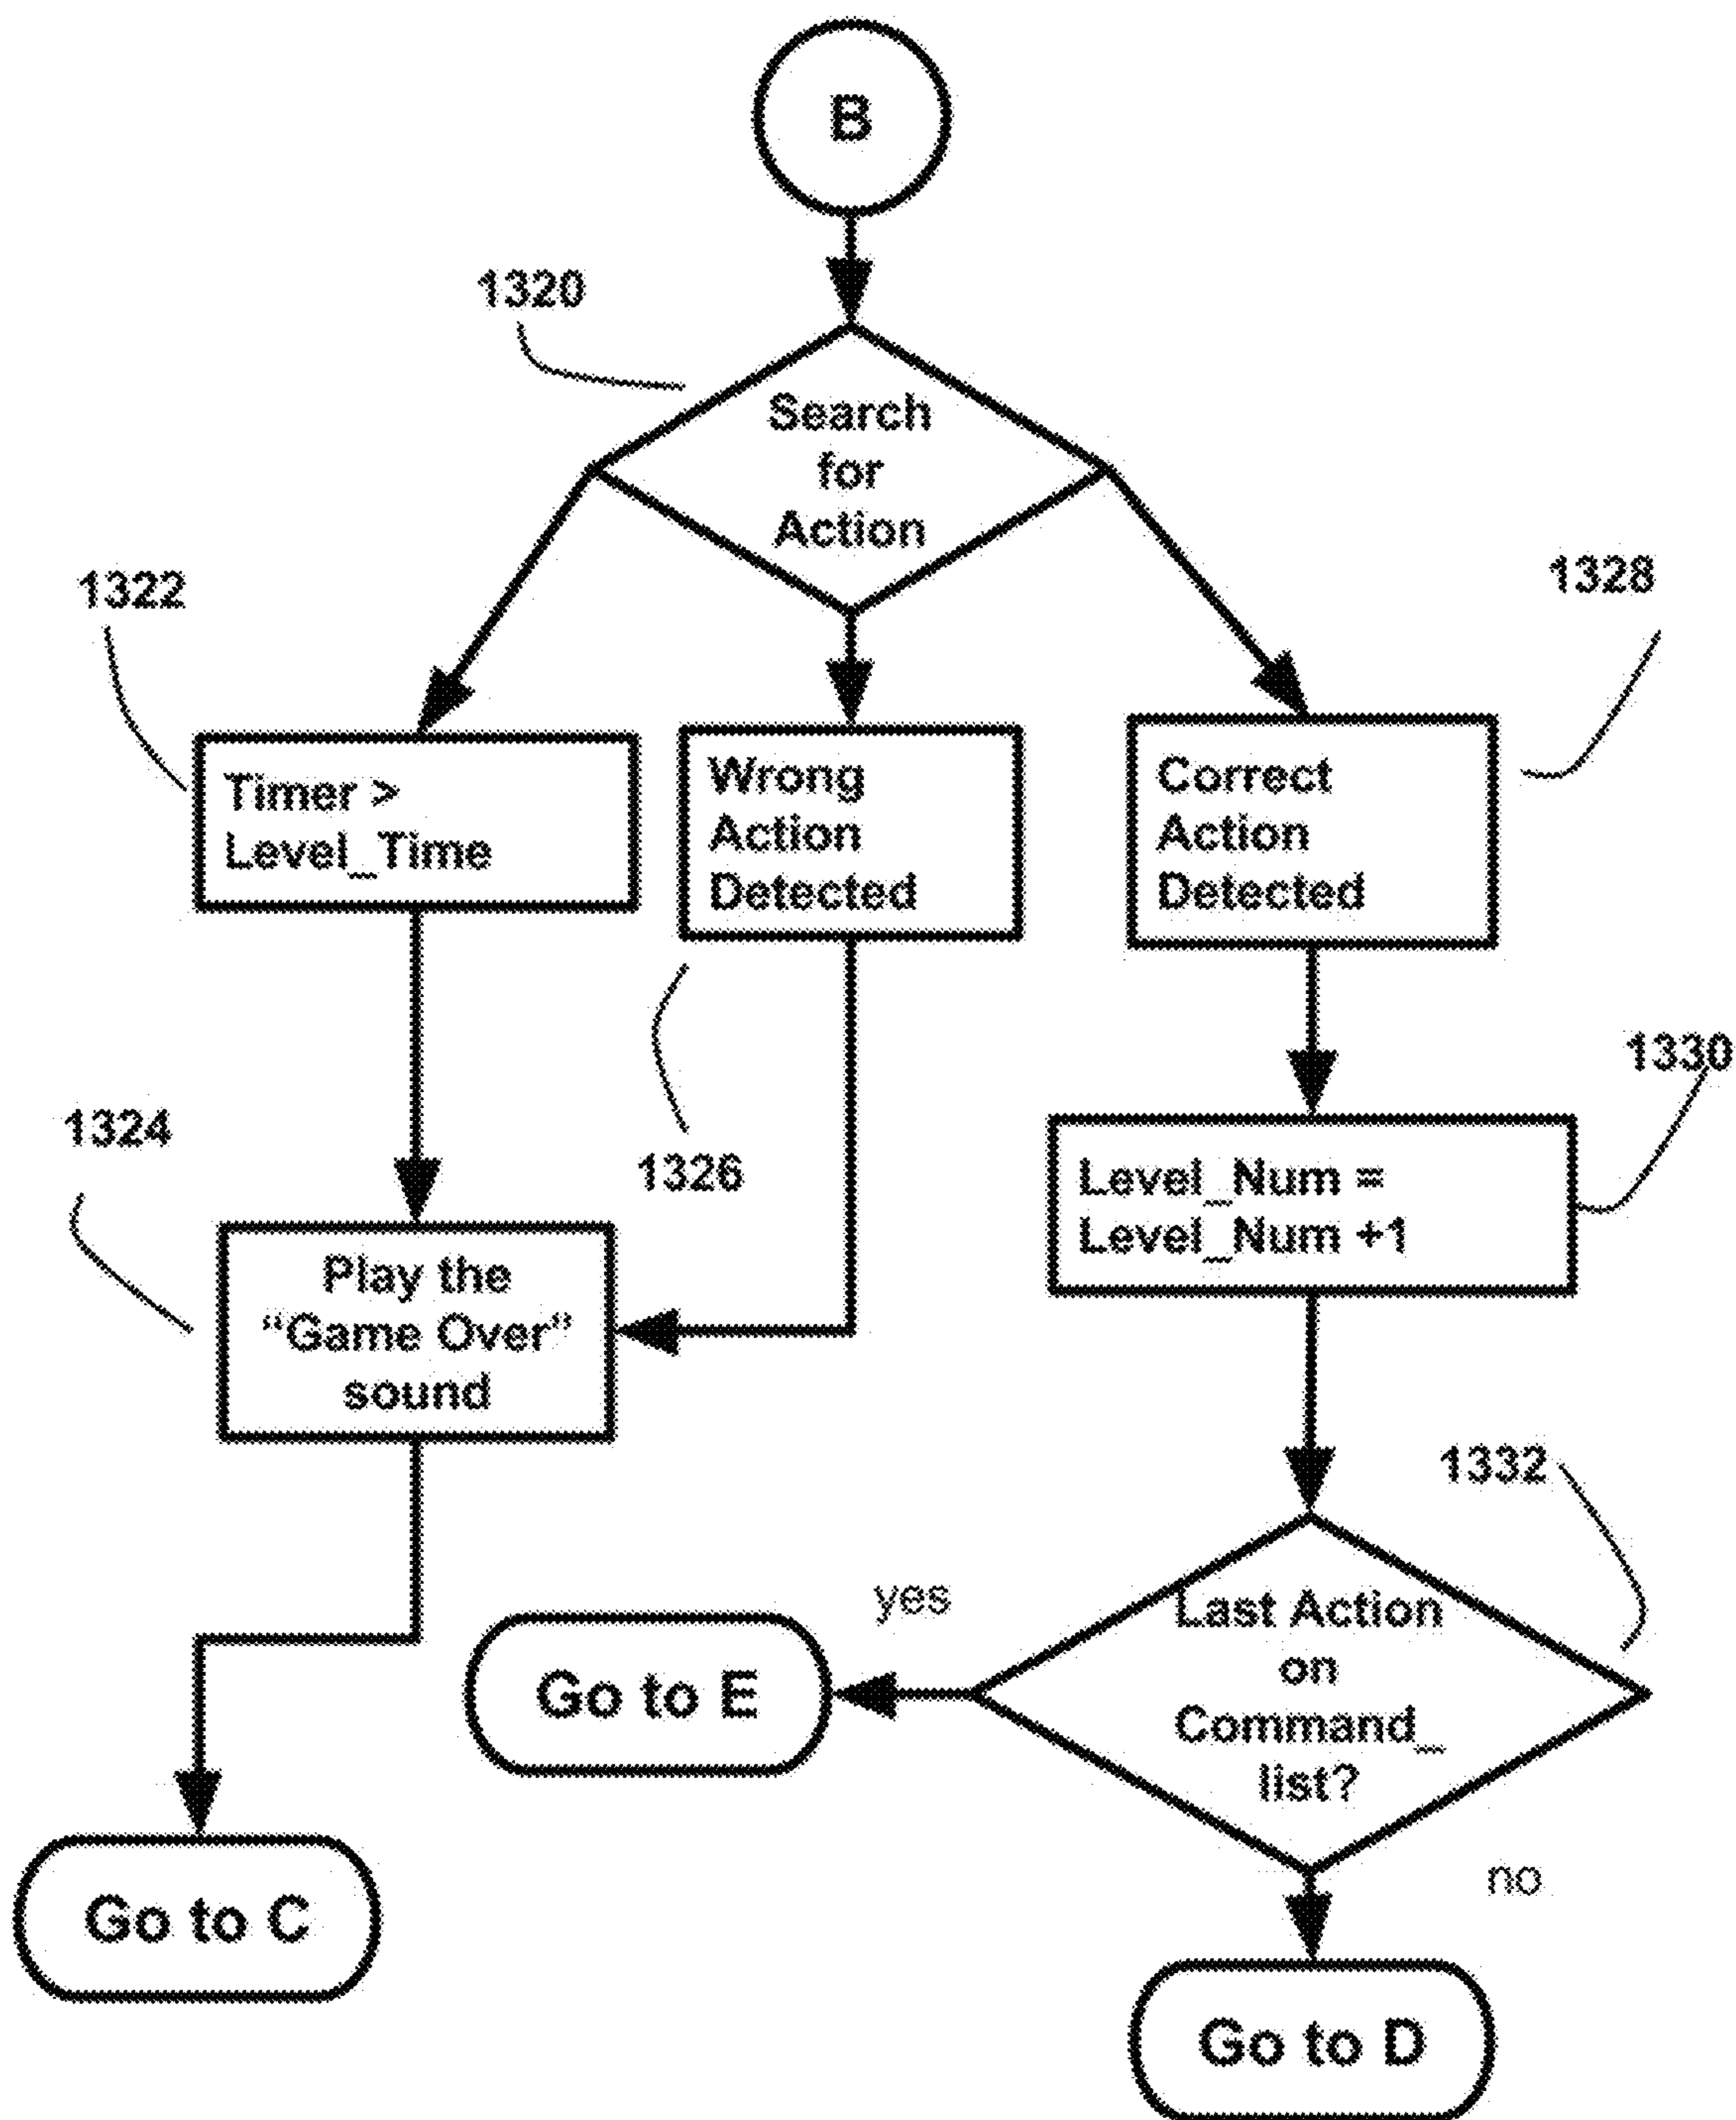 B
1320
Search
for
Action
1322
1328
Timer >
Level_Time
Wrong
Action
Detected
Correct
Action
Detected
1330
1324
1326
Level_Num =
Level_Num +1
Play the
“Game Over”
sound
1332
yes
Last Action
on
Command_
list?
Go to E
no
Go to C
Go to D